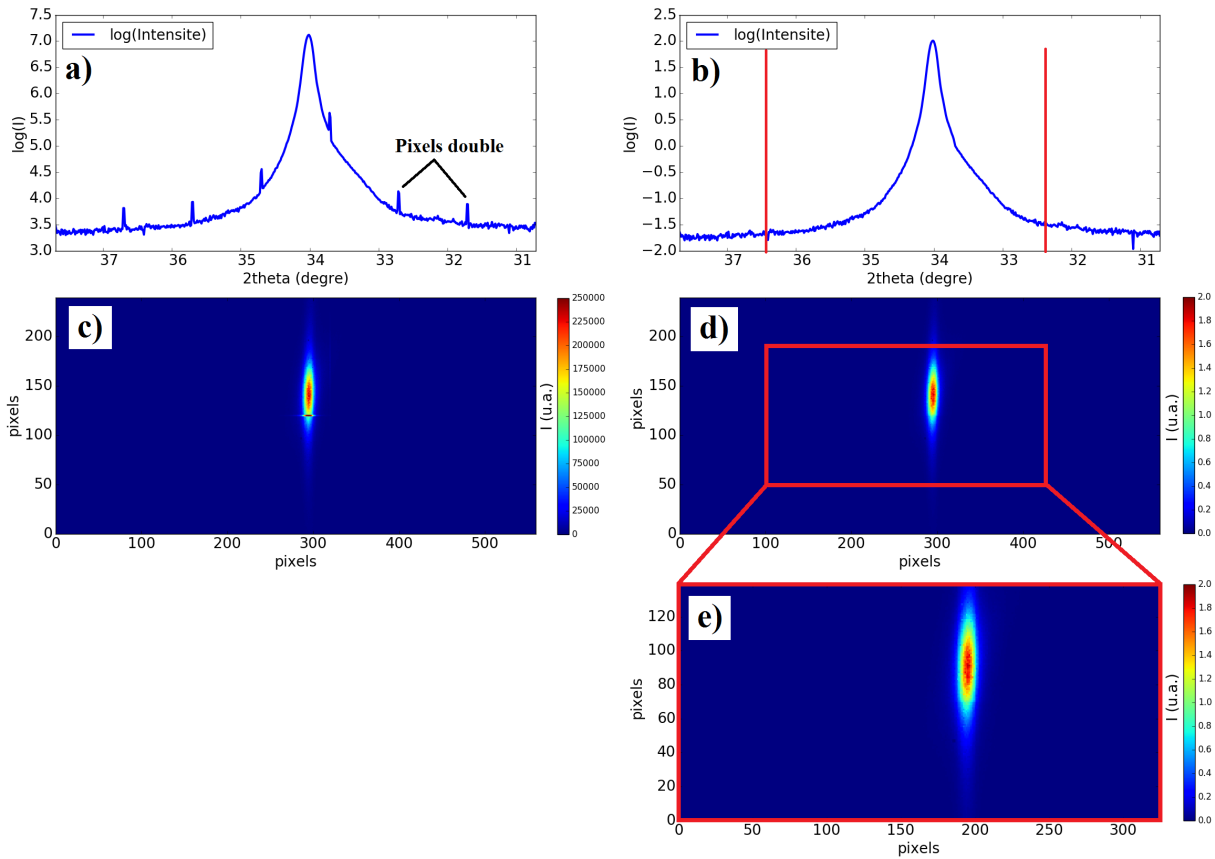 log(Intensite)
a)
Pixels double
7.5
7.0
6.5
6.0
5.5
5.0
4.5
4.0
3.5
3.0
log(I)
37 36 35 34 33 32 31
2theta (degre)
log(Intensite)
b)
2.5
2.0
1.5
1.0
0.5
0.0
−0.5
−1.0
−1.5
−2.0
log(I)
37 36 35 34 33 32 31
2theta (degre)
c)
200
150
100
50
0
pixels
0 100 200 300 400 500
pixels
250000
225000
200000
175000
150000
125000
100000
75000
50000
25000
0
I (u.a.)
d)
200
150
100
50
0
pixels
0 100 200 300 400 500
pixels
2.0
1.8
1.6
1.4
1.2
1.0
0.8
0.6
0.4
0.2
0.0
I (u.a.)
e)
120
100
80
60
40
20
0
pixels
0 50 100 150 200 250 300
pixels
2.0
1.8
1.6
1.4
1.2
1.0
0.8
0.6
0.4
0.2
0.0
I (u.a.)